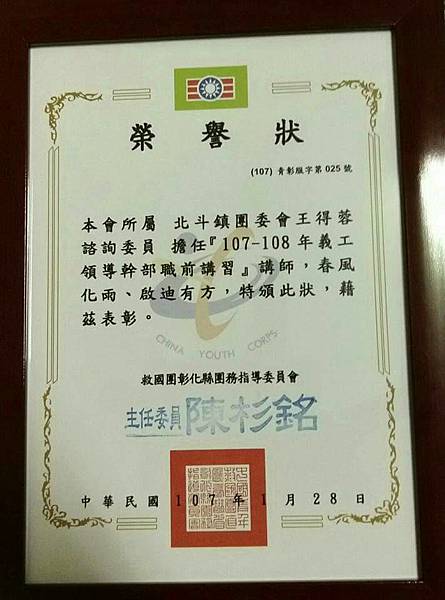 榮譽狀
(107) 青彰服字第 025 號
本會所屬 北斗鎮團委會王得蓉
諮詢委員 擔任『107-108 年義工
領導幹部職前講習』講師，春風
化雨、啟迪有方，特頒此狀，藉
茲表彰。
CHINA YOUTH CORPS
救國團彰化縣團務指導委員會
主任委員 陳杉銘
中華民國 107 年 1 月 28 日